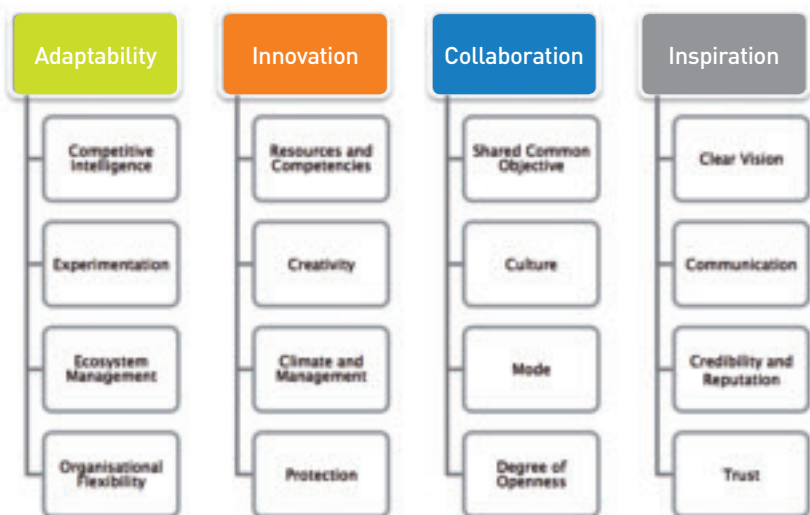 Adaptability
Competitive
Intelligence
Experimentation
Ecosystem
Management
Organisational
Flexibility
Innovation
Resources and
Competencies
Creativity
Climate and
Management
Protection
Collaboration
Shared Common
Objective
Culture
Mode
Degree of
Openness
Inspiration
Clear Vision
Communication
Credibility and
Reputation
Trust